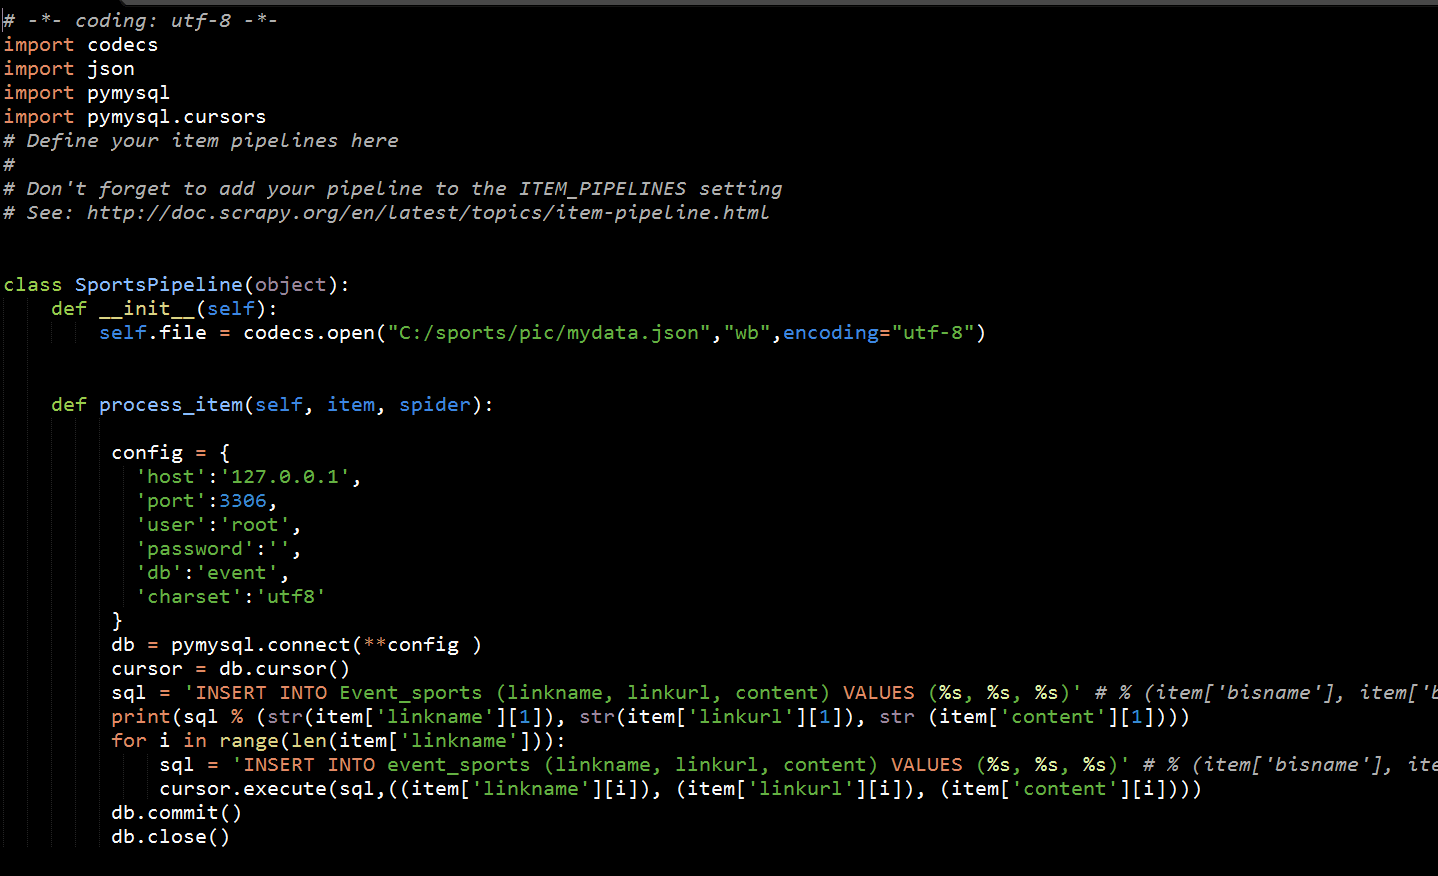 # -*- coding: utf-8 -*-
import codecs
import json
import pymysql
import pymysql.cursors
# Define your item pipelines here
#
# Don't forget to add your pipeline to the ITEM_PIPELINES setting
# See: http://doc.scrapy.org/en/latest/topics/item-pipeline.html
class SportsPipeline(object):
    def __init__(self):
        self.file = codecs.open("C:/sports/pic/mydata.json","wb",encoding="utf-8")
    def process_item(self, item, spider):
         config = {
           'host':'127.0.0.1',
           'port':3306,
           'user':'root',
           'password':'',
           'db':'event',
           'charset':'utf8'
         }
         db = pymysql.connect(**config )
         cursor = db.cursor()
         sql = 'INSERT INTO Event_sports (linkname, linkurl, content) VALUES (%s, %s, %s)' # % (item['bisname'], item['
         print(sql % (str(item['linkname'][1]), str(item['linkurl'][1]), str (item['content'][1])))
         for i in range(len(item['linkname'])):
             sql = 'INSERT INTO event_sports (linkname, linkurl, content) VALUES (%s, %s, %s)' # % (item['bisname'],
             cursor.execute(sql,((item['linkname'][i]), (item['linkurl'][i]), (item['content'][i])))
         db.commit()
         db.close()